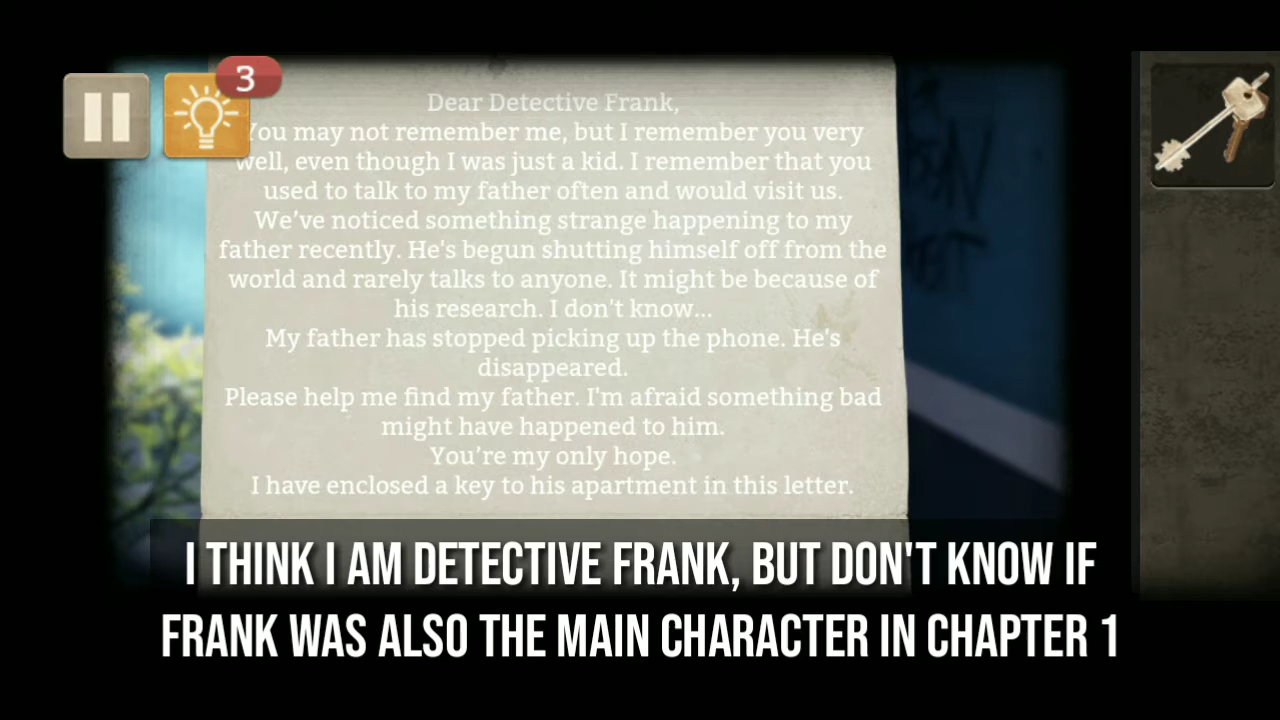 3
Dear Detective Frank,
You may not remember me, but I remember you very
well, even though I was just a kid. I remember that you
used to talk to my father often and would visit us.
We've noticed something strange happening to my
father recently. He's begun shutting himself off from the
world and rarely talks to anyone. It might be because of
his research. I don't know...
My father has stopped picking up the phone. He's
disappeared.
Please help me find my father. I'm afraid something bad
might have happened to him.
You're my only hope.
I have enclosed a key to his apartment in this letter.
I THINK I AM DETECTIVE FRANK, BUT DON'T KNOW IF
FRANK WAS ALSO THE MAIN CHARACTER IN CHAPTER 1